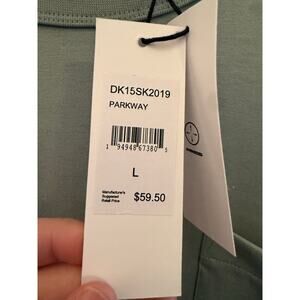 DK15SK2019
PARKWAY
1 94948 67380 5
L
Manufacturer's
Suggested
Retail Price
$59.50